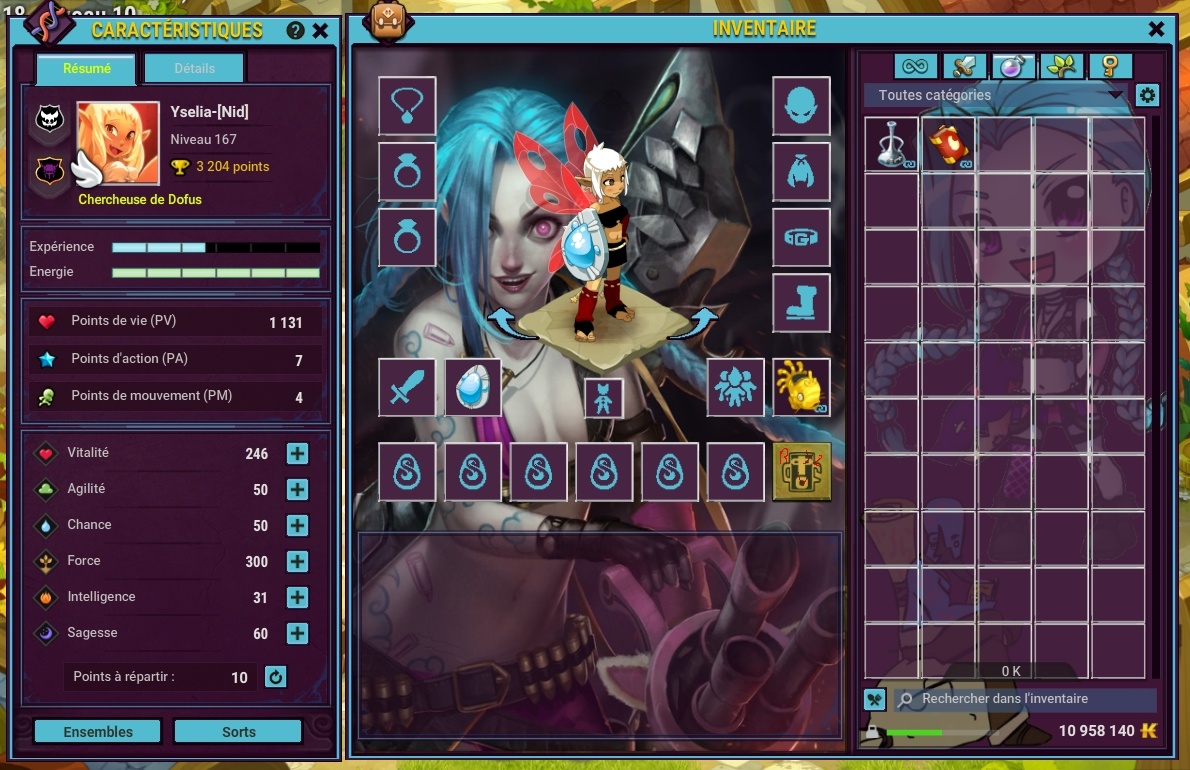 CARACTÉRISTIQUES
Résumé
Détails
Yselia-[Nid]
Niveau 167
3 204 points
Chercheuse de Dofus
Expérience
Energie
Points de vie (PV) 1 131
Points d'action (PA) 7
Points de mouvement (PM) 4
Vitalité 246
Agilité 50
Chance 50
Force 300
Intelligence 31
Sagesse 60
Points à répartir : 10
Ensembles
Sorts
INVENTAIRE
Toutes catégories
0 K
Rechercher dans l'inventaire
10 958 140